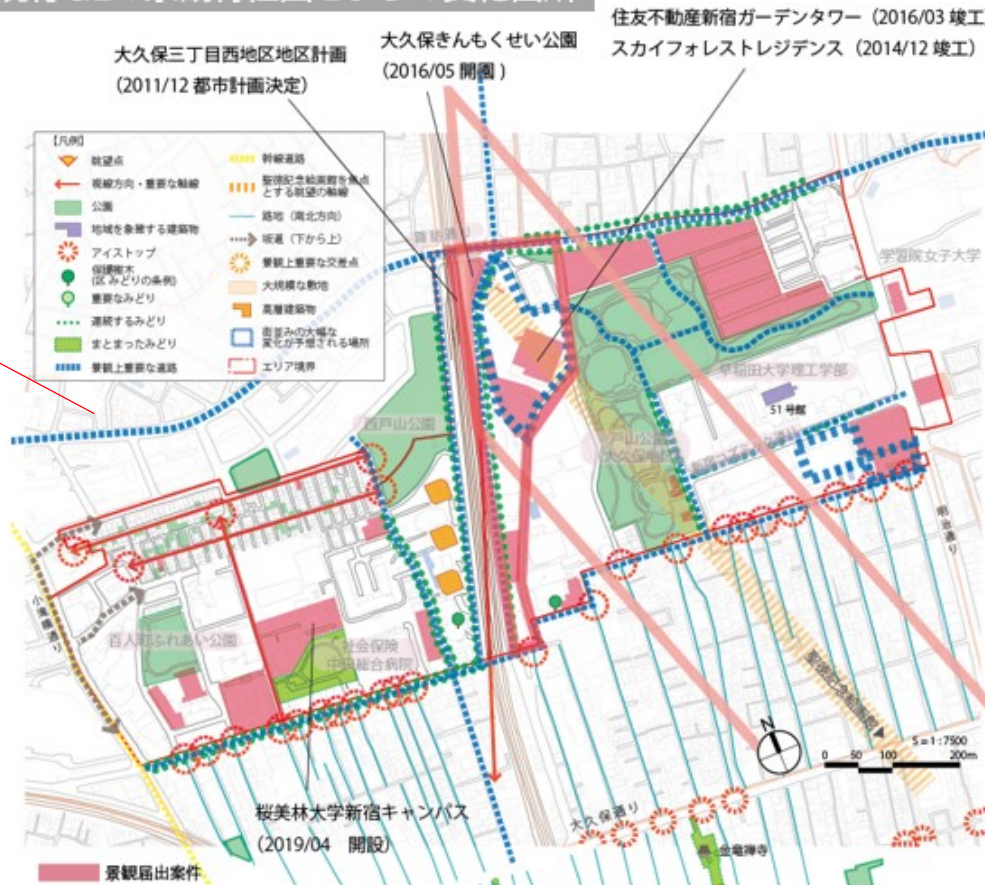 大久保三丁目西地区地区計画
(2011/12 都市計画決定)
大久保きんもくせい公園
(2016/05 開園)
住友不動産新宿ガーデンタワー（2016/03 竣工
スカイフォレストレジデンス（2014/12 竣工）
【凡例】
眺望点
視線方向・重要な軸線
公園
地域を象徴する建築物
アイストップ
保護樹木
(区 みどりの条例)
重要なみどり
連続するみどり
まとまったみどり
景観上重要な道路
幹線道路
聖徳記念絵画館を焦点
とする眺望の軸線
路地（南北方向）
坂道（下から上）
景観上重要な交差点
大規模な敷地
高層建築物
街並みの大幅な
変化が予想される場所
エリア境界
諏訪通り
学習院女子大学
早稲田大学理工学部
51号館
西戸山公園
戸山公園
大久保地区
明治通り
小滝橋通り
百人町ふれあい公園
社会保険
中央総合病院
聖徳記念絵画館
N
S=1:7500
0 50 100 200m
大久保通り
全龍禅寺
桜美林大学新宿キャンパス
(2019/04 開設)
景観届出案件